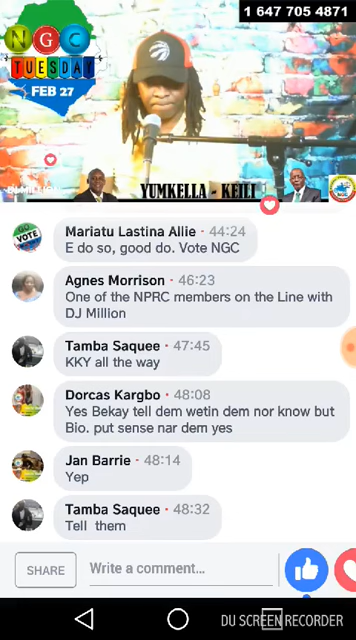 1 647 705 4871
NGC
TUESDAY
FEB 27
DJ MILLION
YUMKELLA - KEILI
Mariatu Lastina Allie · 44:24
E do so, good do. Vote NGC
Agnes Morrison · 46:23
One of the NPRC members on the Line with
DJ Million
Tamba Saquee · 47:45
KKY all the way
Dorcas Kargbo · 48:08
Yes Bekay tell dem wetin dem nor know but
Bio. put sense nar dem yes
Jan Barrie · 48:14
Yep
Tamba Saquee · 48:32
Tell them
SHARE
Write a comment...
DU SCREEN RECORDER